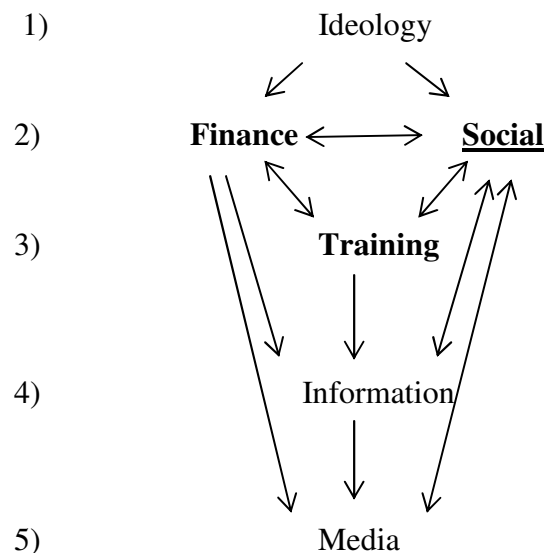 1) Ideology
2) Finance Social
3) Training
4) Information
5) Media